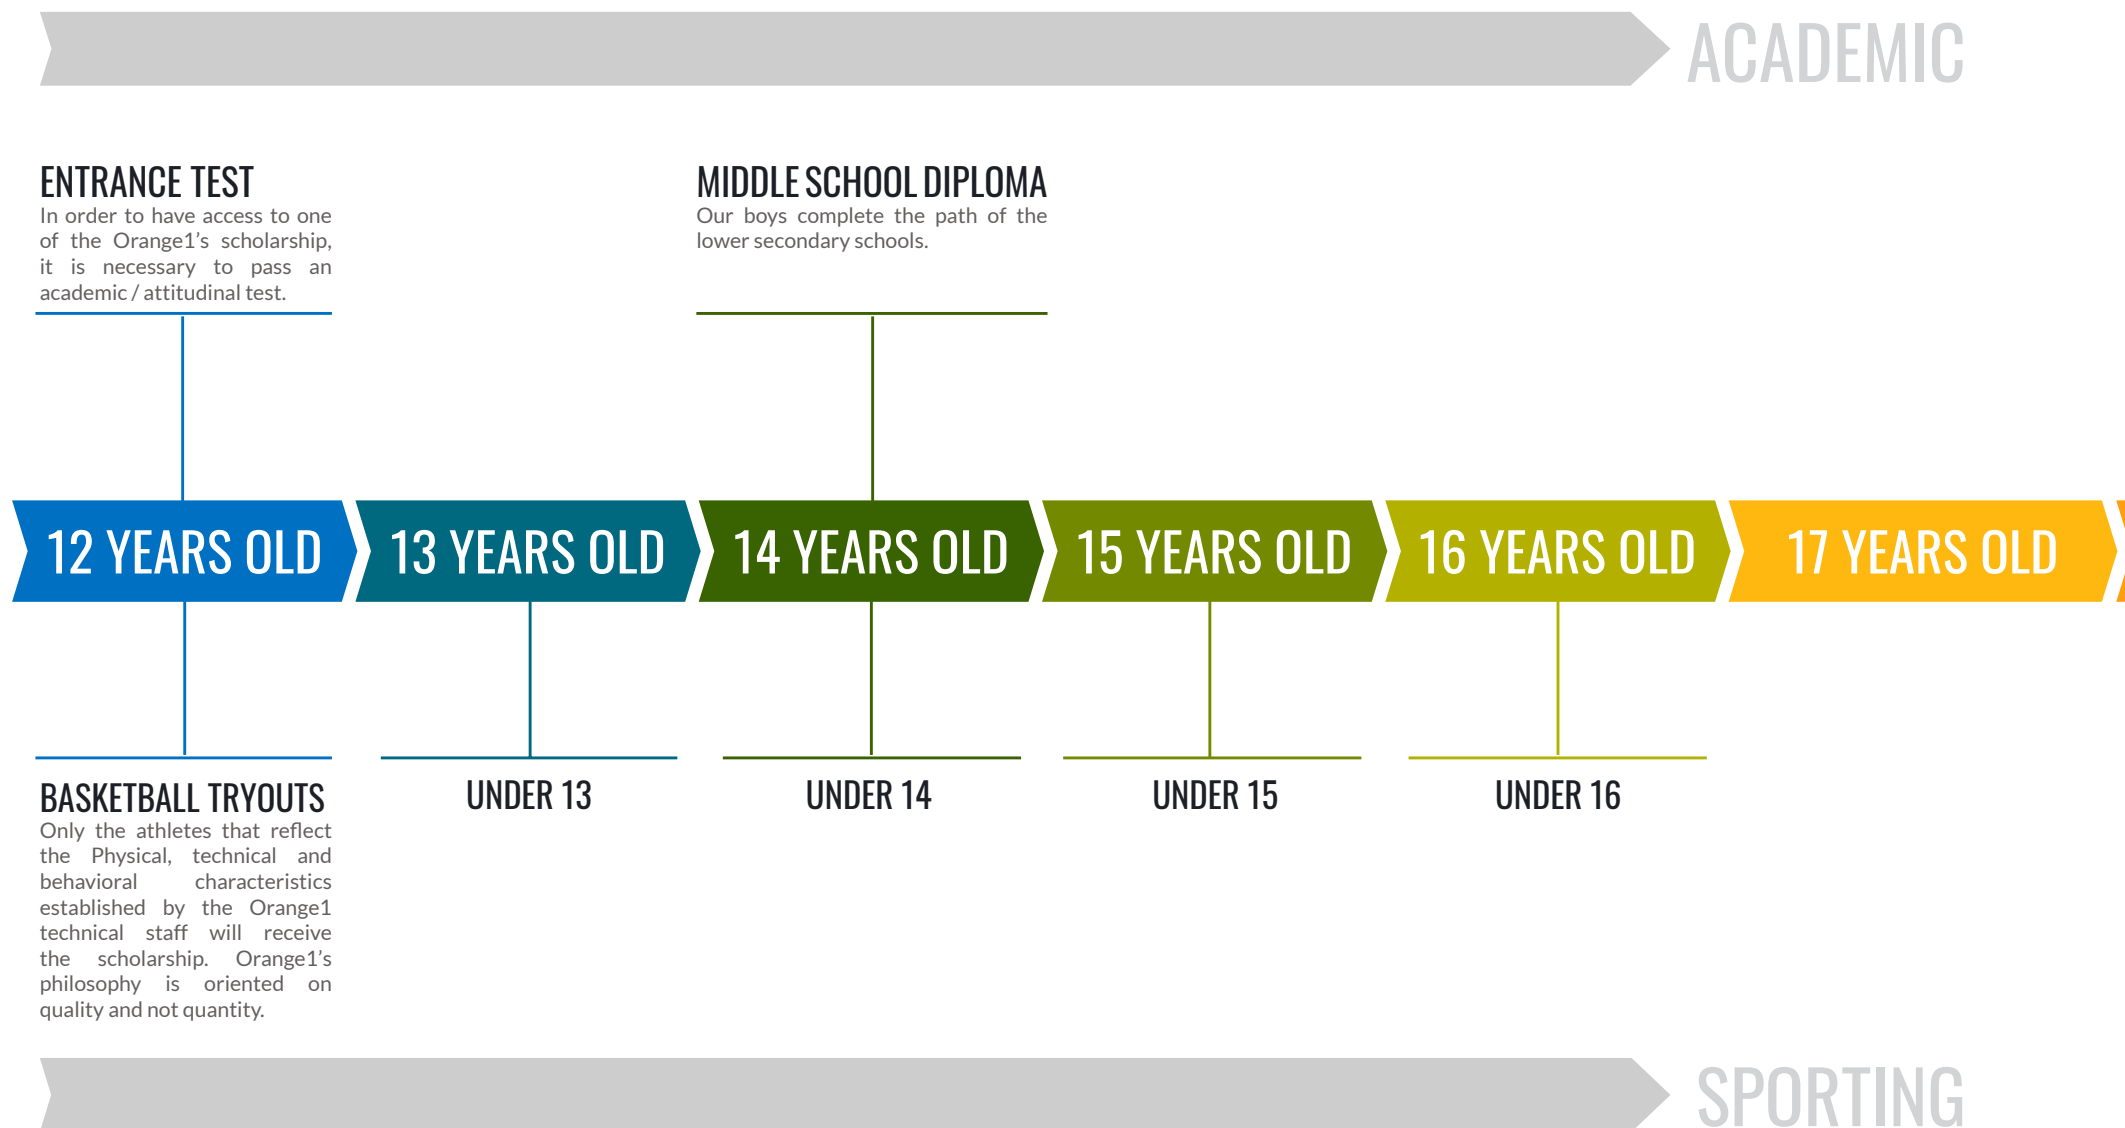 ACADEMIC
ENTRANCE TEST
In order to have access to one
of the Orange1's scholarship,
it is necessary to pass an
academic / attitudinal test.
MIDDLE SCHOOL DIPLOMA
Our boys complete the path of the
lower secondary schools.
12 YEARS OLD
13 YEARS OLD
14 YEARS OLD
15 YEARS OLD
16 YEARS OLD
17 YEARS OLD
BASKETBALL TRYOUTS
Only the athletes that reflect
the Physical, technical and
behavioral characteristics
established by the Orange1
technical staff will receive
the scholarship. Orange1's
philosophy is oriented on
quality and not quantity.
UNDER 13
UNDER 14
UNDER 15
UNDER 16
SPORTING